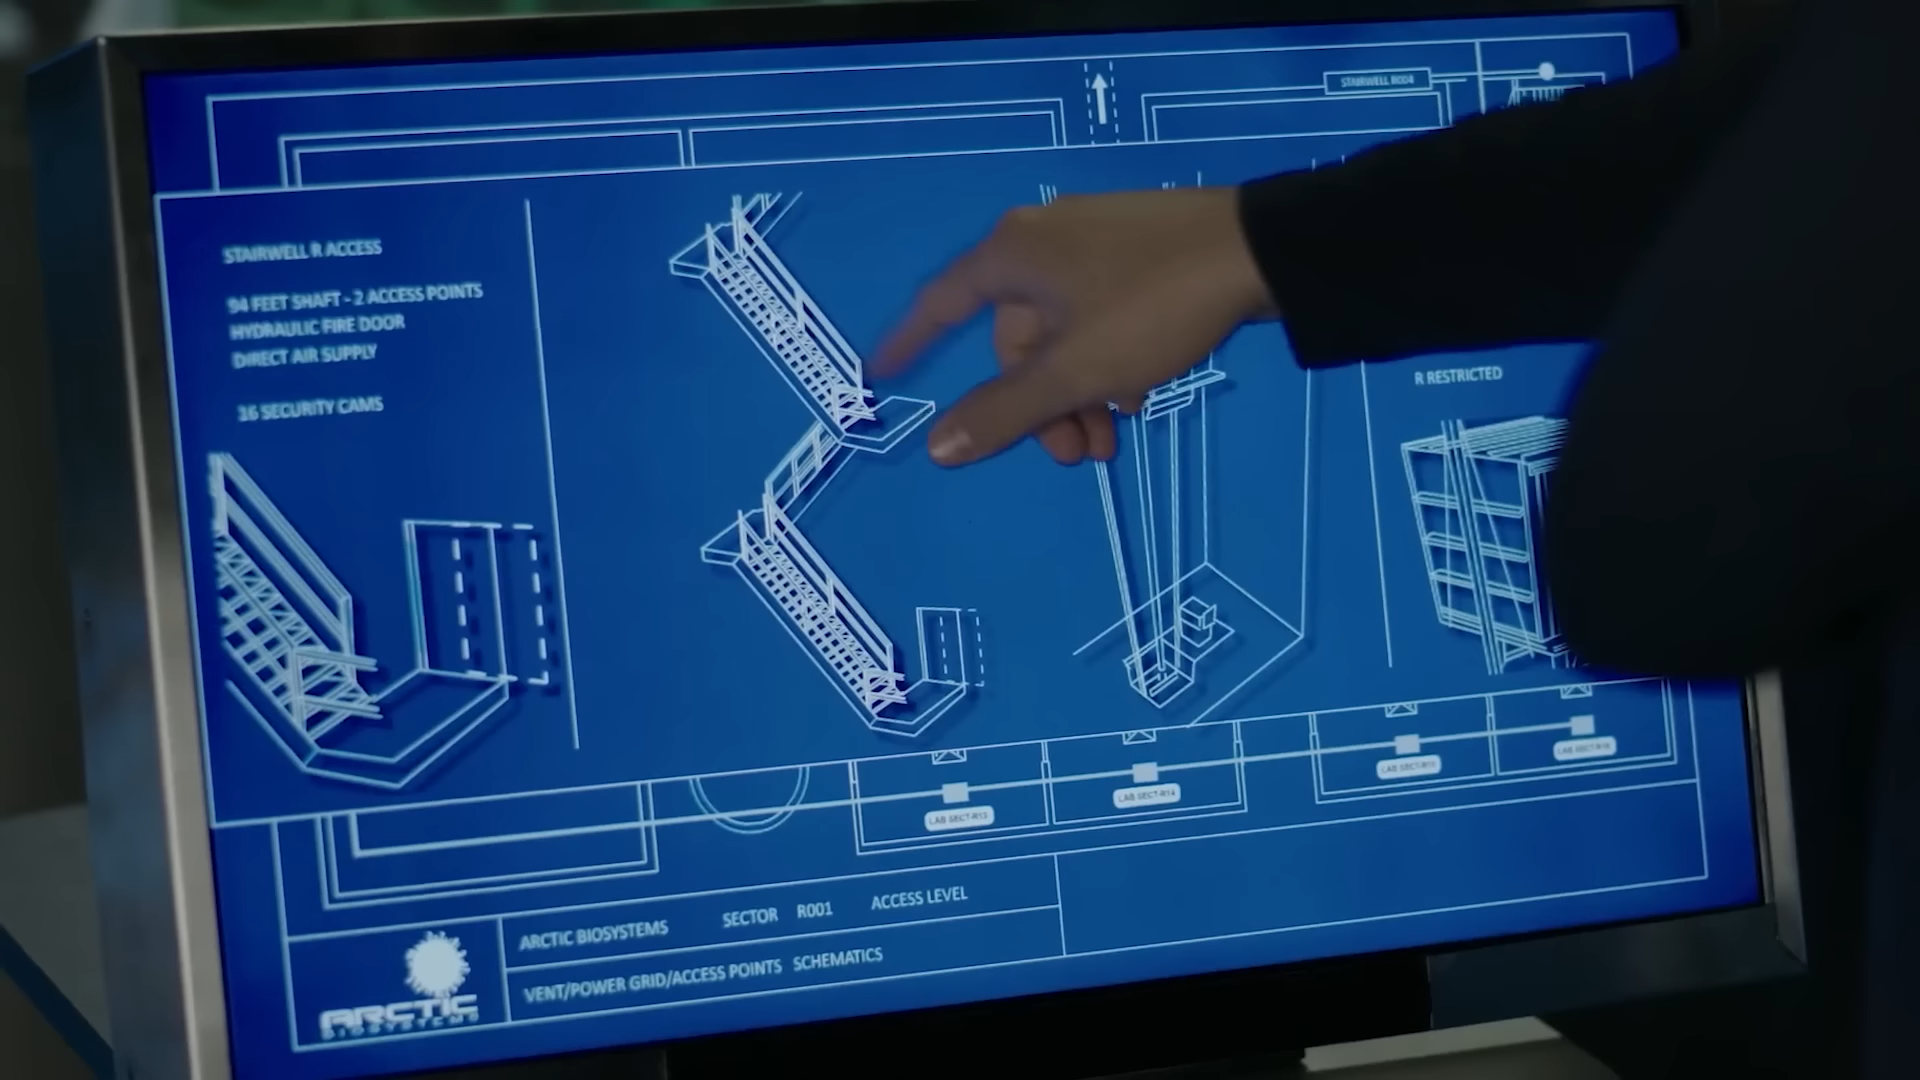 STAIRWELL R004
STAIRWELL R ACCESS
94 FEET SHAFT - 2 ACCESS POINTS
HYDRAULIC FIRE DOOR
DIRECT AIR SUPPLY
16 SECURITY CAMS
R RESTRICTED
LAB SECT-R13
LAB SECT-R14
LAB SECT-R15
LAB SECT-R16
ARCTIC BIOSYSTEMS SECTOR R001 ACCESS LEVEL
VENT/POWER GRID/ACCESS POINTS SCHEMATICS
ARCTIC
BIOSYSTEMS